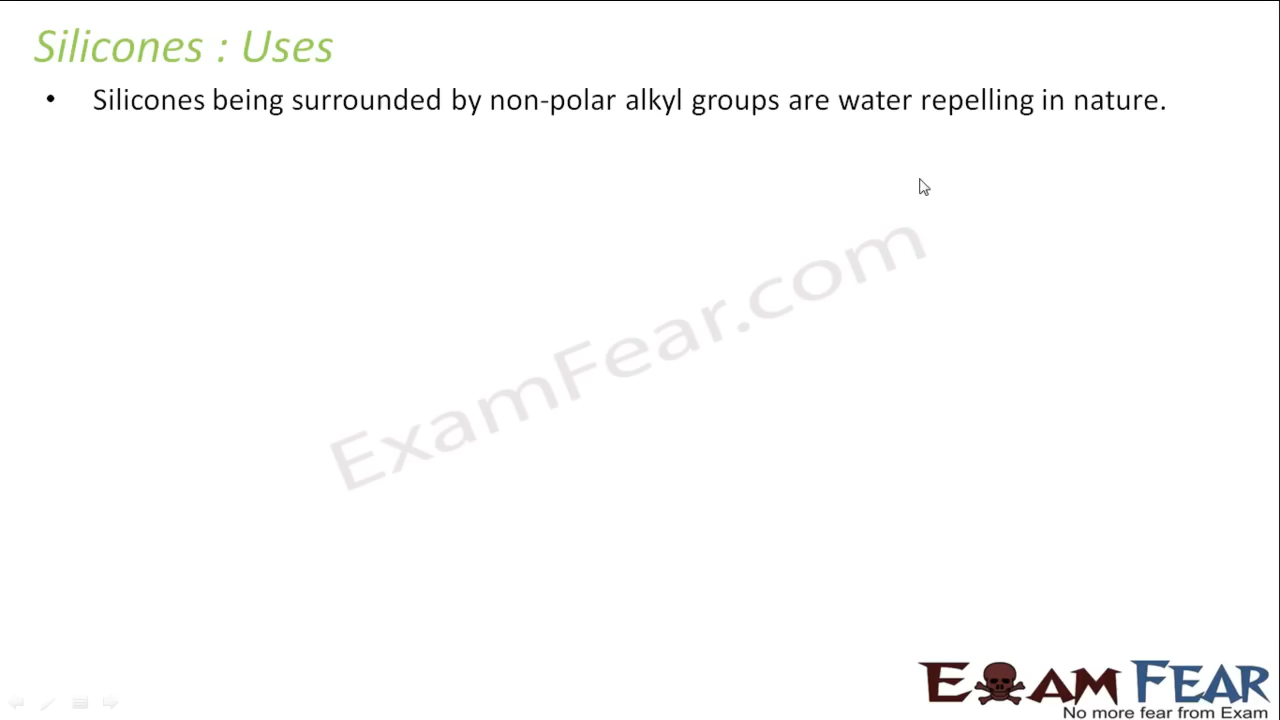 Silicones : Uses
• Silicones being surrounded by non-polar alkyl groups are water repelling in nature.
ExamFear.com
EXAM FEAR
No more fear from Exam